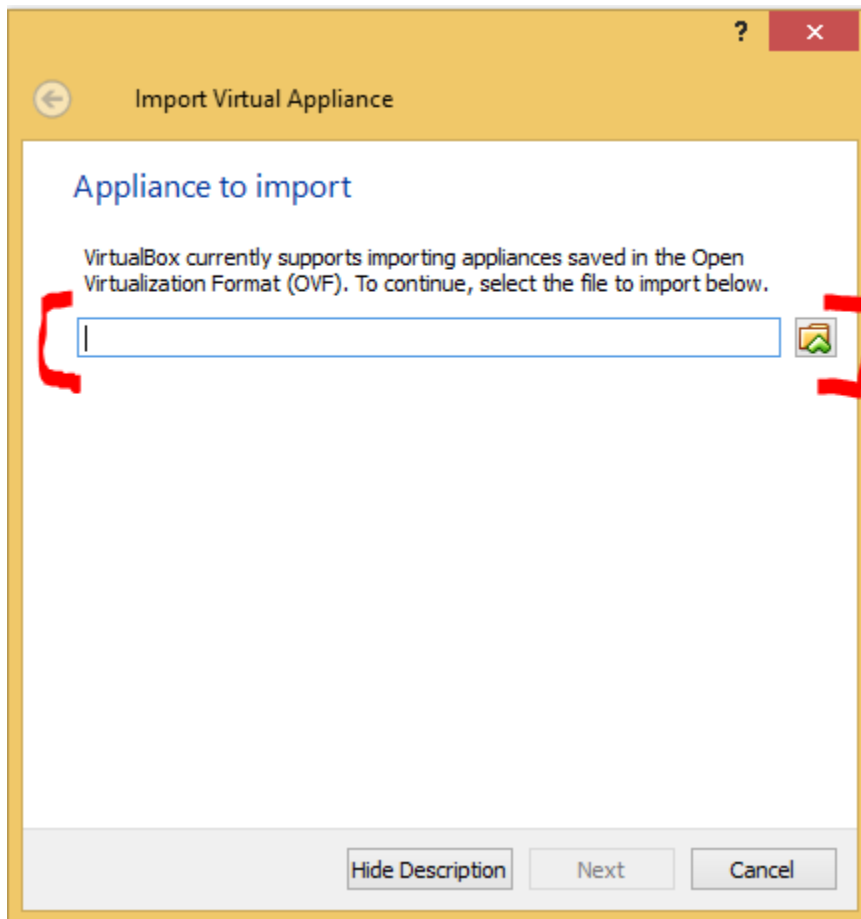 ?
Import Virtual Appliance
Appliance to import
VirtualBox currently supports importing appliances saved in the Open
Virtualization Format (OVF). To continue, select the file to import below.
Hide Description Next Cancel